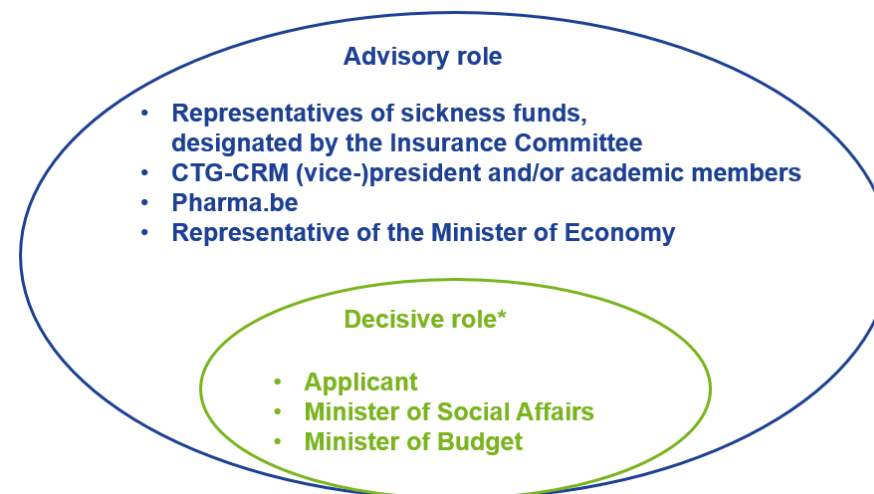 Advisory role
• Representatives of sickness funds,
designated by the Insurance Committee
• CTG-CRM (vice-)president and/or academic members
• Pharma.be
• Representative of the Minister of Economy
Decisive role*
• Applicant
• Minister of Social Affairs
• Minister of Budget